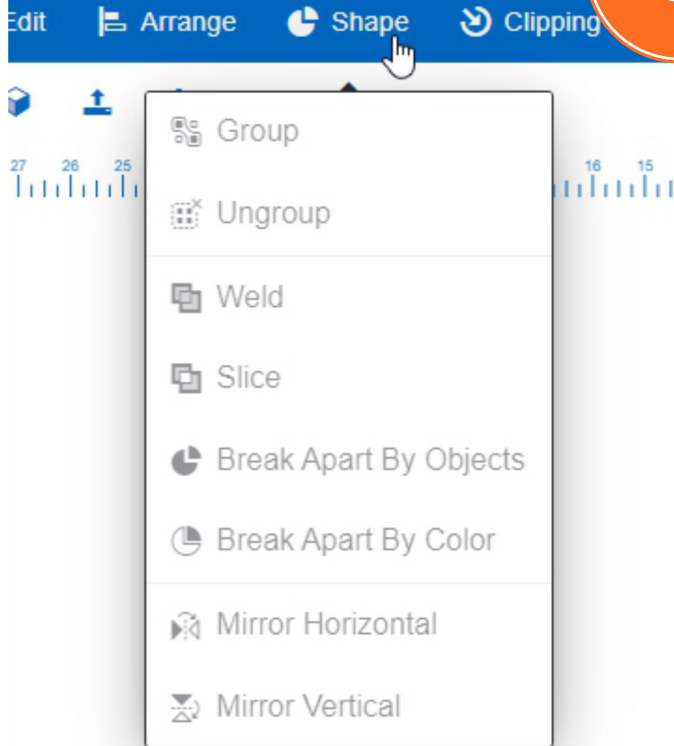 Edit Arrange Shape Clipping
27 26 25 16 15
Group
Ungroup
Weld
Slice
Break Apart By Objects
Break Apart By Color
Mirror Horizontal
Mirror Vertical